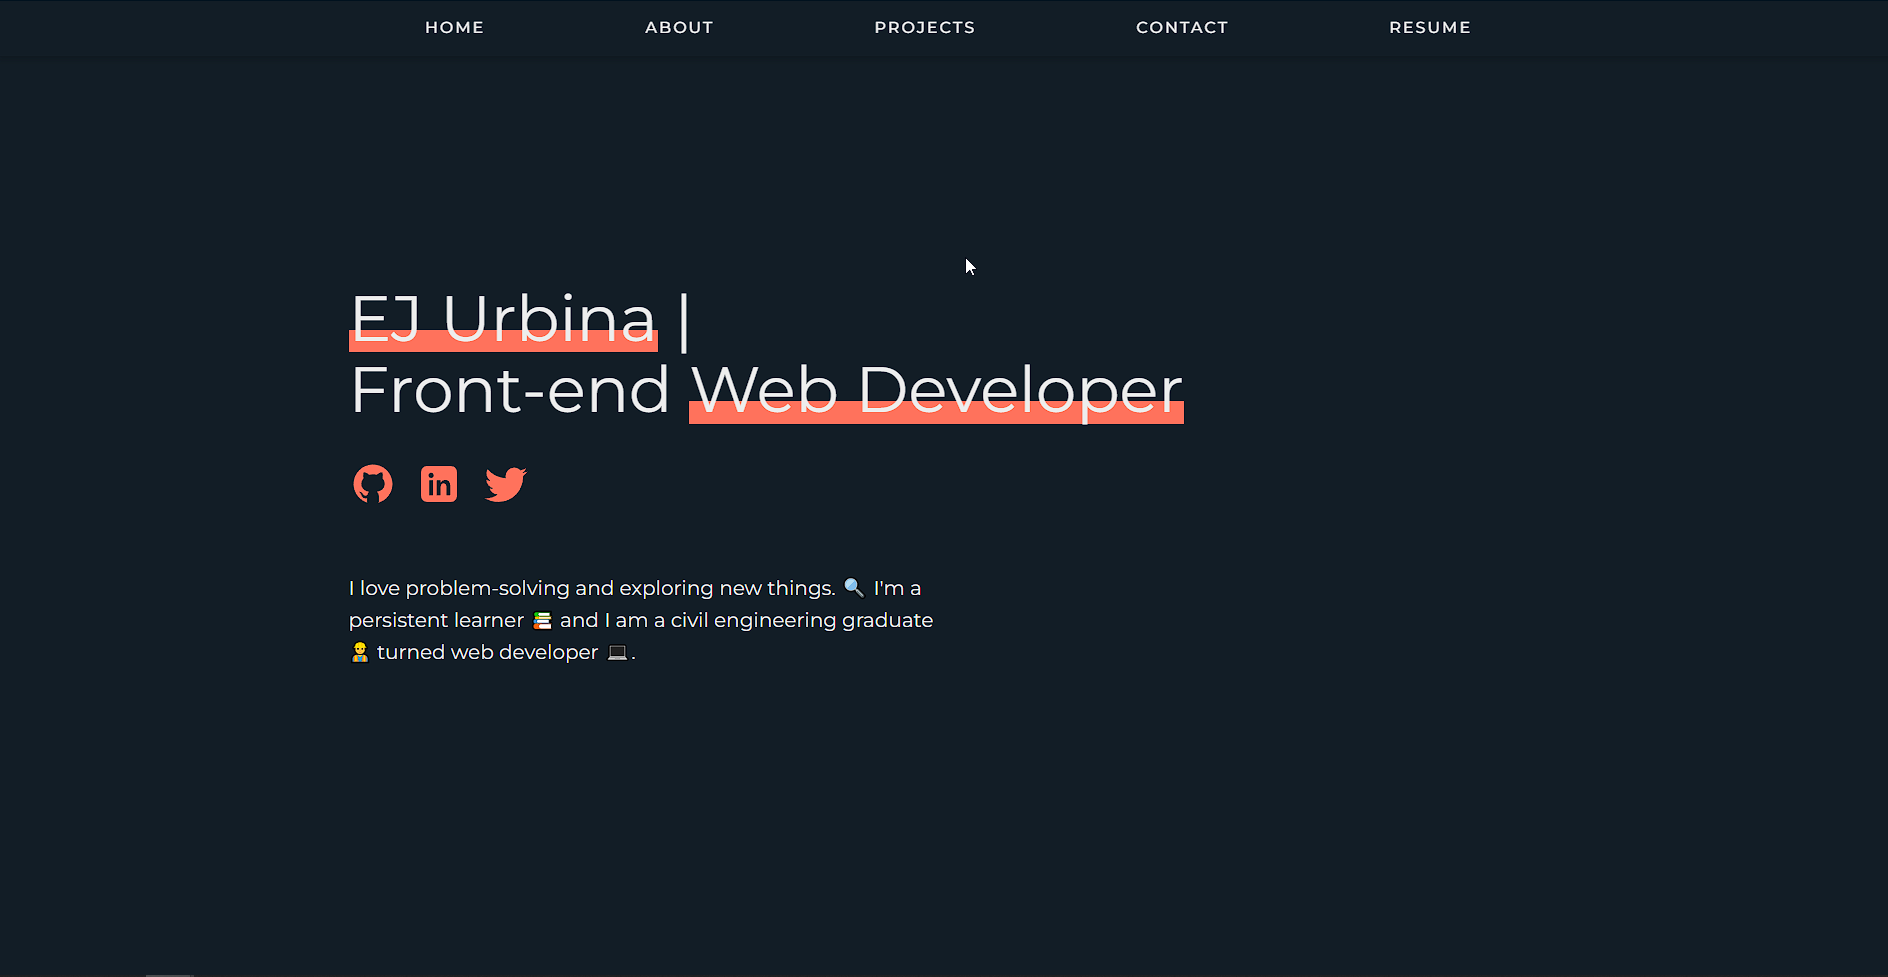 HOME ABOUT PROJECTS CONTACT RESUME
EJ Urbina |
Front-end Web Developer
in
I love problem-solving and exploring new things. 🔍 I'm a
persistent learner 📚 and I am a civil engineering graduate
👷 turned web developer 💻.